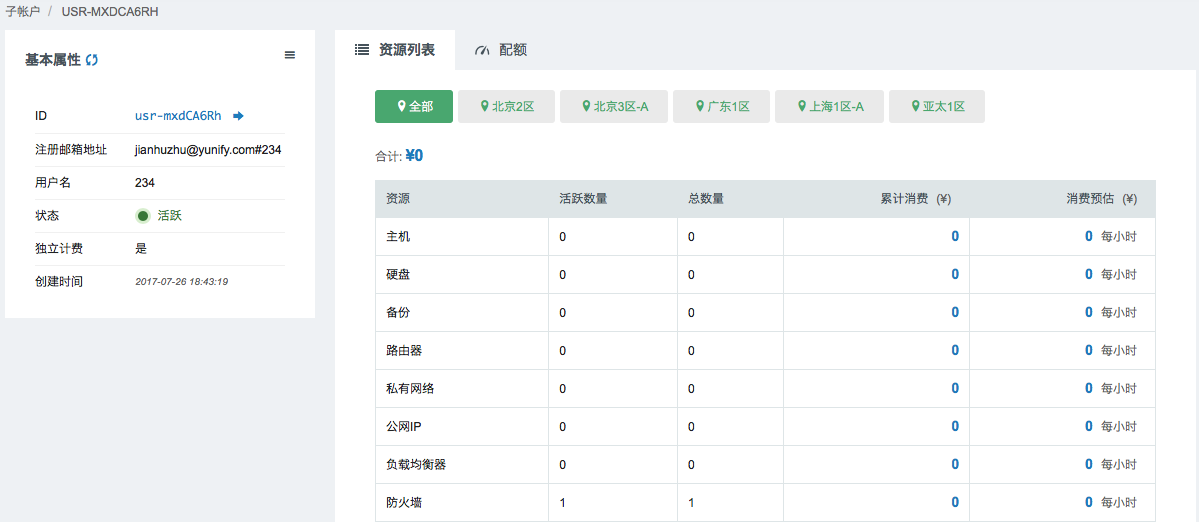 子帐户 / USR-MXDCA6RH
基本属性
ID usr-mxdCA6Rh
注册邮箱地址 jianhuzhu@yunify.com#234
用户名 234
状态 活跃
独立计费 是
创建时间 2017-07-26 18:43:19
资源列表 配额
全部 北京2区 北京3区-A 广东1区 上海1区-A 亚太1区
合计: ¥0
资源 活跃数量 总数量 累计消费 (¥) 消费预估 (¥)
主机 0 0 0 0 每小时
硬盘 0 0 0 0 每小时
备份 0 0 0 0 每小时
路由器 0 0 0 0 每小时
私有网络 0 0 0 0 每小时
公网IP 0 0 0 0 每小时
负载均衡器 0 0 0 0 每小时
防火墙 1 1 0 0 每小时